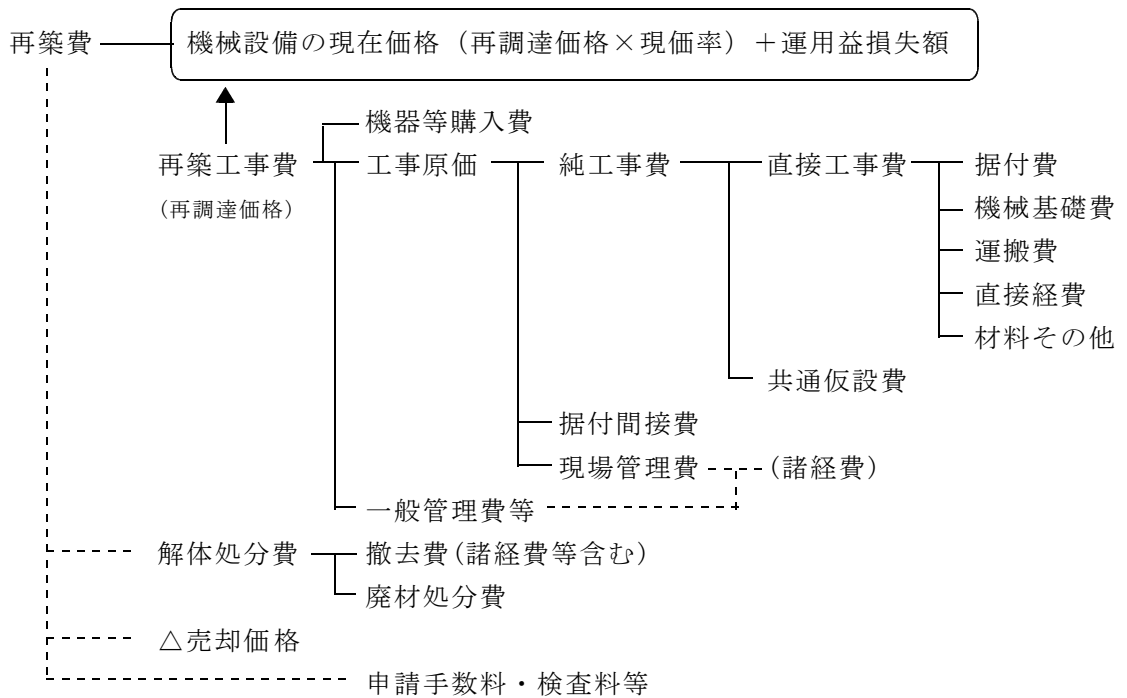 再築費 機械設備の現在価格（再調達価格×現価率）＋運用益損失額
機器等購入費
再築工事費 工事原価 純工事費 直接工事費 据付費
(再調達価格) 機械基礎費
運搬費
直接経費
材料その他
共通仮設費
据付間接費
現場管理費 (諸経費)
一般管理費等
解体処分費 撤去費(諸経費等含む)
廃材処分費
△売却価格
申請手数料・検査料等